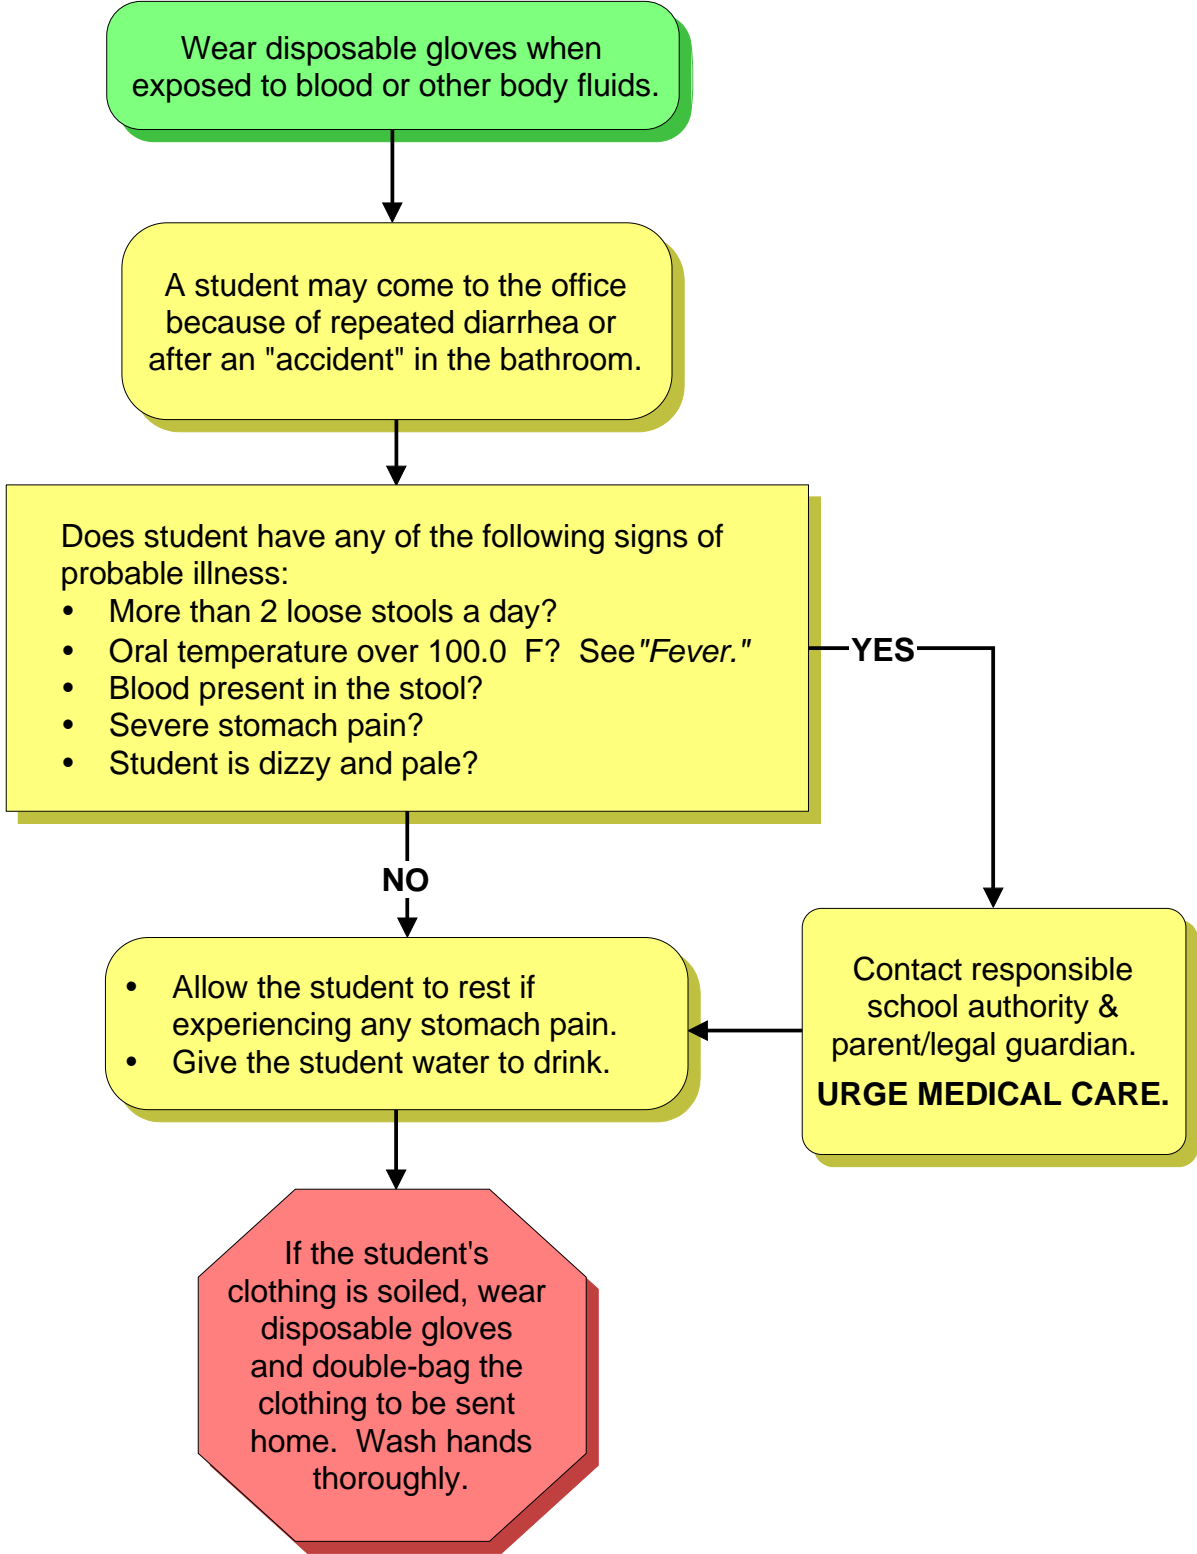 Wear disposable gloves when
exposed to blood or other body fluids.
A student may come to the office
because of repeated diarrhea or
after an "accident" in the bathroom.
Does student have any of the following signs of
probable illness:
• More than 2 loose stools a day?
• Oral temperature over 100.0  F?  See "Fever."
• Blood present in the stool?
• Severe stomach pain?
• Student is dizzy and pale?
YES
NO
• Allow the student to rest if
experiencing any stomach pain.
• Give the student water to drink.
Contact responsible
school authority &
parent/legal guardian.
URGE MEDICAL CARE.
If the student's
clothing is soiled, wear
disposable gloves
and double-bag the
clothing to be sent
home.  Wash hands
thoroughly.